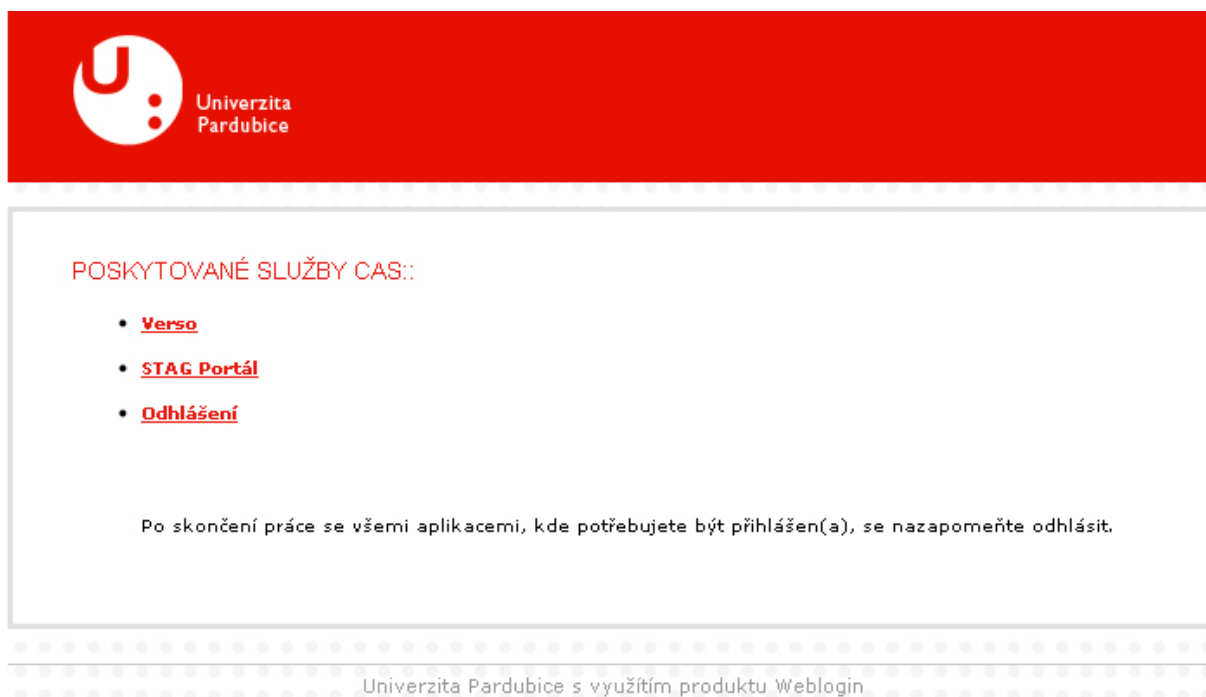 U:
Univerzita
Pardubice
POSKYTOVANÉ SLUŽBY CAS::
Verso
STAG Portál
Odhlášení
Po skončení práce se všemi aplikacemi, kde potřebujete být přihlášen(a), se nazapomeňte odhlásit.
Univerzita Pardubice s využítím produktu Weblogin